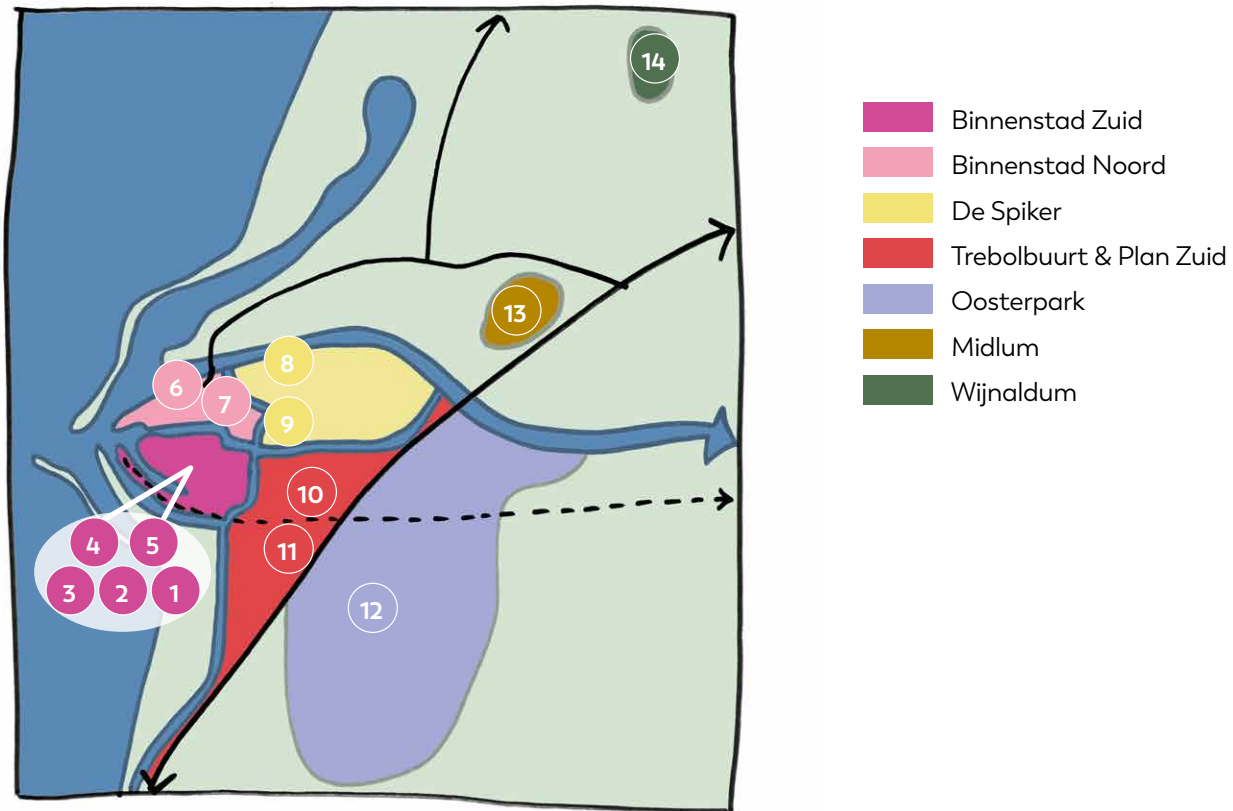 14
13
8
6
7
9
10
4
5
11
3
2
1
12
Binnenstad Zuid
Binnenstad Noord
De Spiker
Trebolbuurt & Plan Zuid
Oosterpark
Midlum
Wijnaldum